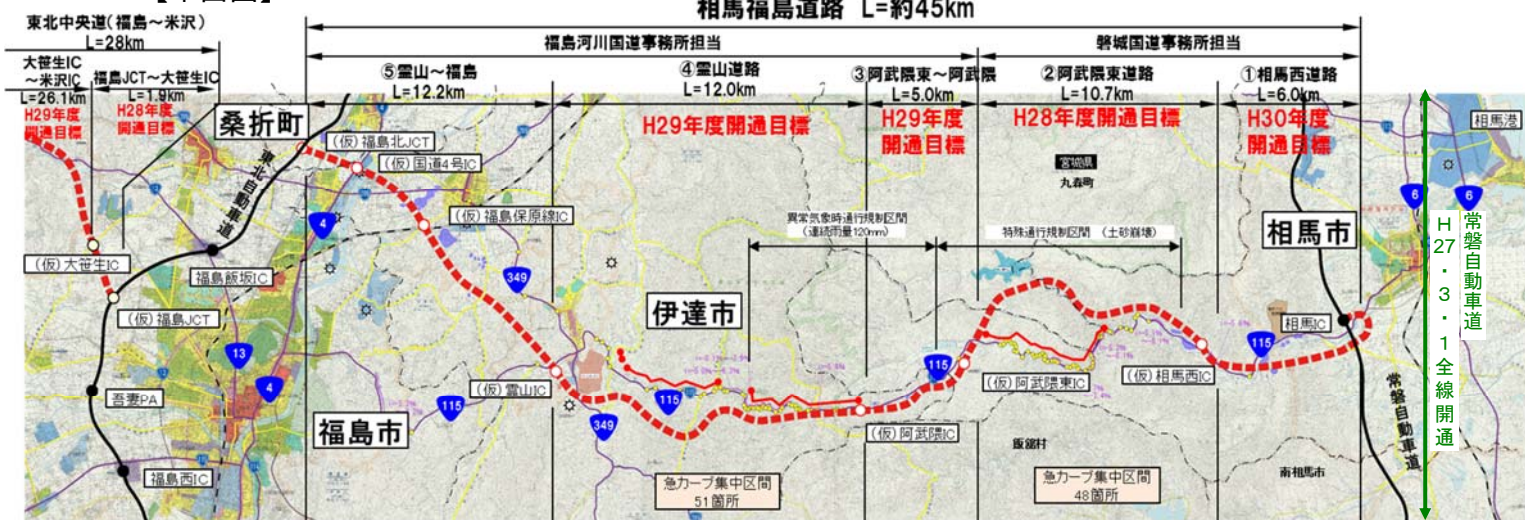 【平面図】
相馬福島道路 L=約45km
東北中央道(福島～米沢)
L=28km
福島河川国道事務所担当
磐城国道事務所担当
大笹生IC
～米沢IC
L=26.1km
H29年度
開通目標
福島JCT～大笹生IC
L=1.9km
H28年度
開通目標
⑤霊山～福島
L=12.2km
④霊山道路
L=12.0km
H29年度開通目標
③阿武隈東～阿武隈
L=5.0km
H29年度
開通目標
②阿武隈東道路
L=10.7km
H28年度開通目標
①相馬西道路
L=6.0km
H30年度
開通目標
桑折町
東北自動車道
(仮)福島北JCT
(仮)国道4号IC
(仮)福島保原線IC
相馬港
宮城県
丸森町
6
6
4
異常気象時通行規制区間
(連続雨量120mm)
特殊通行規制区間 (土砂崩壊)
相馬市
常磐自動車道
H27・3・1全線開通
(仮)大笹生IC
福島飯坂IC
349
伊達市
(仮)福島JCT
相馬IC
13
4
115
115
(仮)霊山IC
(仮)阿武隈東IC
(仮)相馬西IC
吾妻PA
115
115
349
福島市
(仮)阿武隈IC
常磐自動車道
飯舘村
南相馬市
福島西IC
急カーブ集中区間
51箇所
急カーブ集中区間
48箇所